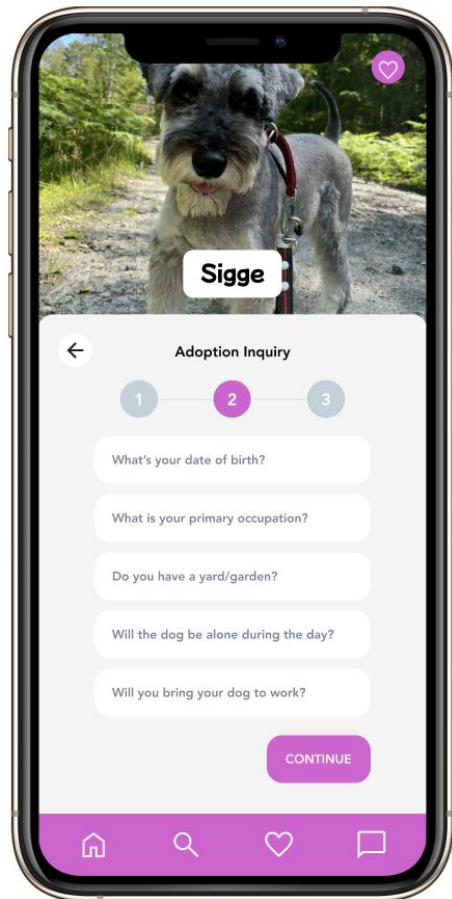 Sigge
Adoption Inquiry
1 2 3
What's your date of birth?
What is your primary occupation?
Do you have a yard/garden?
Will the dog be alone during the day?
Will you bring your dog to work?
CONTINUE